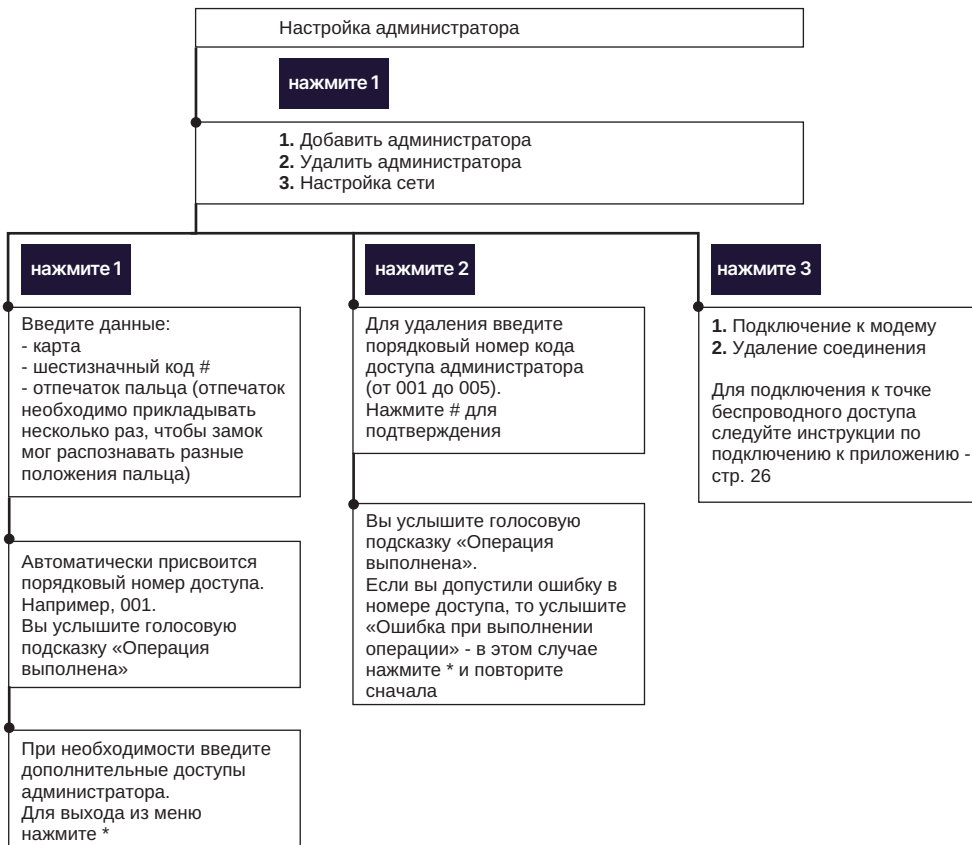 Настройка администратора
нажмите 1
1. Добавить администратора
2. Удалить администратора
3. Настройка сети
нажмите 1
Введите данные:
- карта
- шестизначный код #
- отпечаток пальца (отпечаток
необходимо прикладывать
несколько раз, чтобы замок
мог распознавать разные
положения пальца)
Автоматически присвоится
порядковый номер доступа.
Например, 001.
Вы услышите голосовую
подсказку «Операция
выполнена»
При необходимости введите
дополнительные доступы
администратора.
Для выхода из меню
нажмите *
нажмите 2
Для удаления введите
порядковый номер кода
доступа администратора
(от 001 до 005).
Нажмите # для
подтверждения
Вы услышите голосовую
подсказку «Операция
выполнена».
Если вы допустили ошибку в
номере доступа, то услышите
«Ошибка при выполнении
операции» - в этом случае
нажмите * и повторите
сначала
нажмите 3
1. Подключение к модему
2. Удаление соединения
Для подключения к точке
беспроводного доступа
следуйте инструкции по
подключению к приложению -
стр. 26